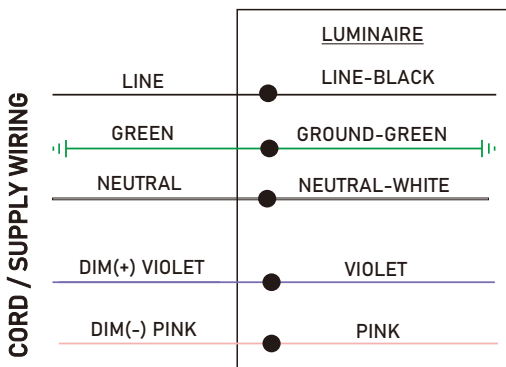 LUMINAIRE
LINE
LINE-BLACK
GREEN
GROUND-GREEN
NEUTRAL
NEUTRAL-WHITE
DIM(+) VIOLET
VIOLET
DIM(-) PINK
PINK
CORD / SUPPLY WIRING